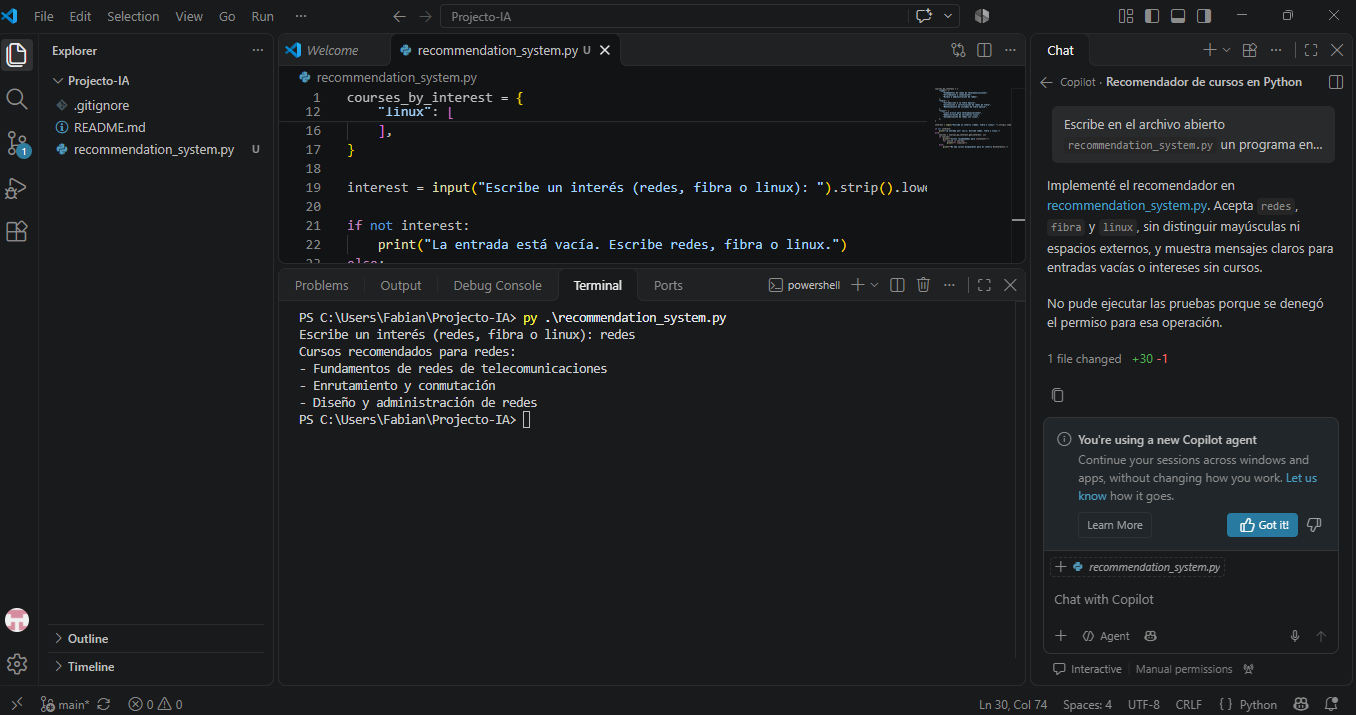 File Edit Selection View Go Run ··· Projecto-IA
Explorer ···
Projecto-IA
.gitignore
README.md
recommendation_system.py U
1
Outline
Timeline
Welcome recommendation_system.py U
recommendation_system.py
1 courses_by_interest = {
12 "linux": [
16 ],
17 }
18
19 interest = input("Escribe un interés (redes, fibra o linux): ").strip().lowe
20
21 if not interest:
22 print("La entrada está vacía. Escribe redes, fibra o linux.")
23 else:
Problems Output Debug Console Terminal Ports powershell
PS C:\Users\Fabian\Projecto-IA> py .\recommendation_system.py
Escribe un interés (redes, fibra o linux): redes
Cursos recomendados para redes:
- Fundamentos de redes de telecomunicaciones
- Enrutamiento y conmutación
- Diseño y administración de redes
PS C:\Users\Fabian\Projecto-IA>
Chat
Copilot · Recomendador de cursos en Python
Escribe en el archivo abierto
recommendation_system.py un programa en...
Implementé el recomendador en
recommendation_system.py. Acepta redes,
fibra y linux, sin distinguir mayúsculas ni
espacios externos, y muestra mensajes claros para
entradas vacías o intereses sin cursos.
No pude ejecutar las pruebas porque se denegó
el permiso para esa operación.
1 file changed +30 -1
You're using a new Copilot agent
Continue your sessions across windows and
apps, without changing how you work. Let us
know how it goes.
Learn More Got it!
recommendation_system.py
Chat with Copilot
Agent
Interactive Manual permissions
main* 0 0 Ln 30, Col 74 Spaces: 4 UTF-8 CRLF { } Python